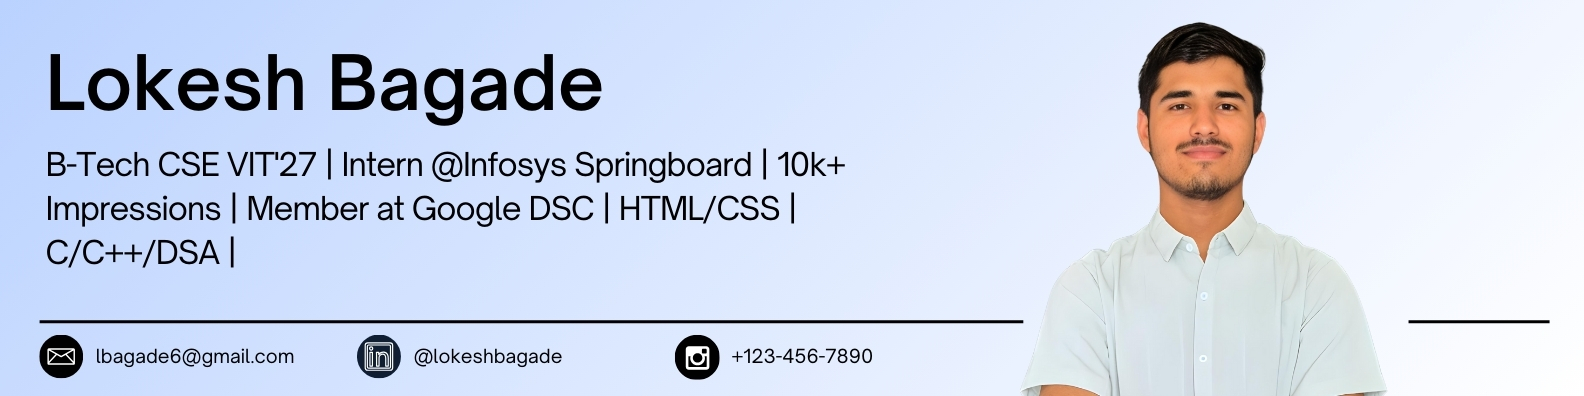 Lokesh Bagade
B-Tech CSE VIT'27 | Intern @Infosys Springboard | 10k+
Impressions | Member at Google DSC | HTML/CSS |
C/C++/DSA |
lbagade6@gmail.com
in @lokeshbagade
+123-456-7890